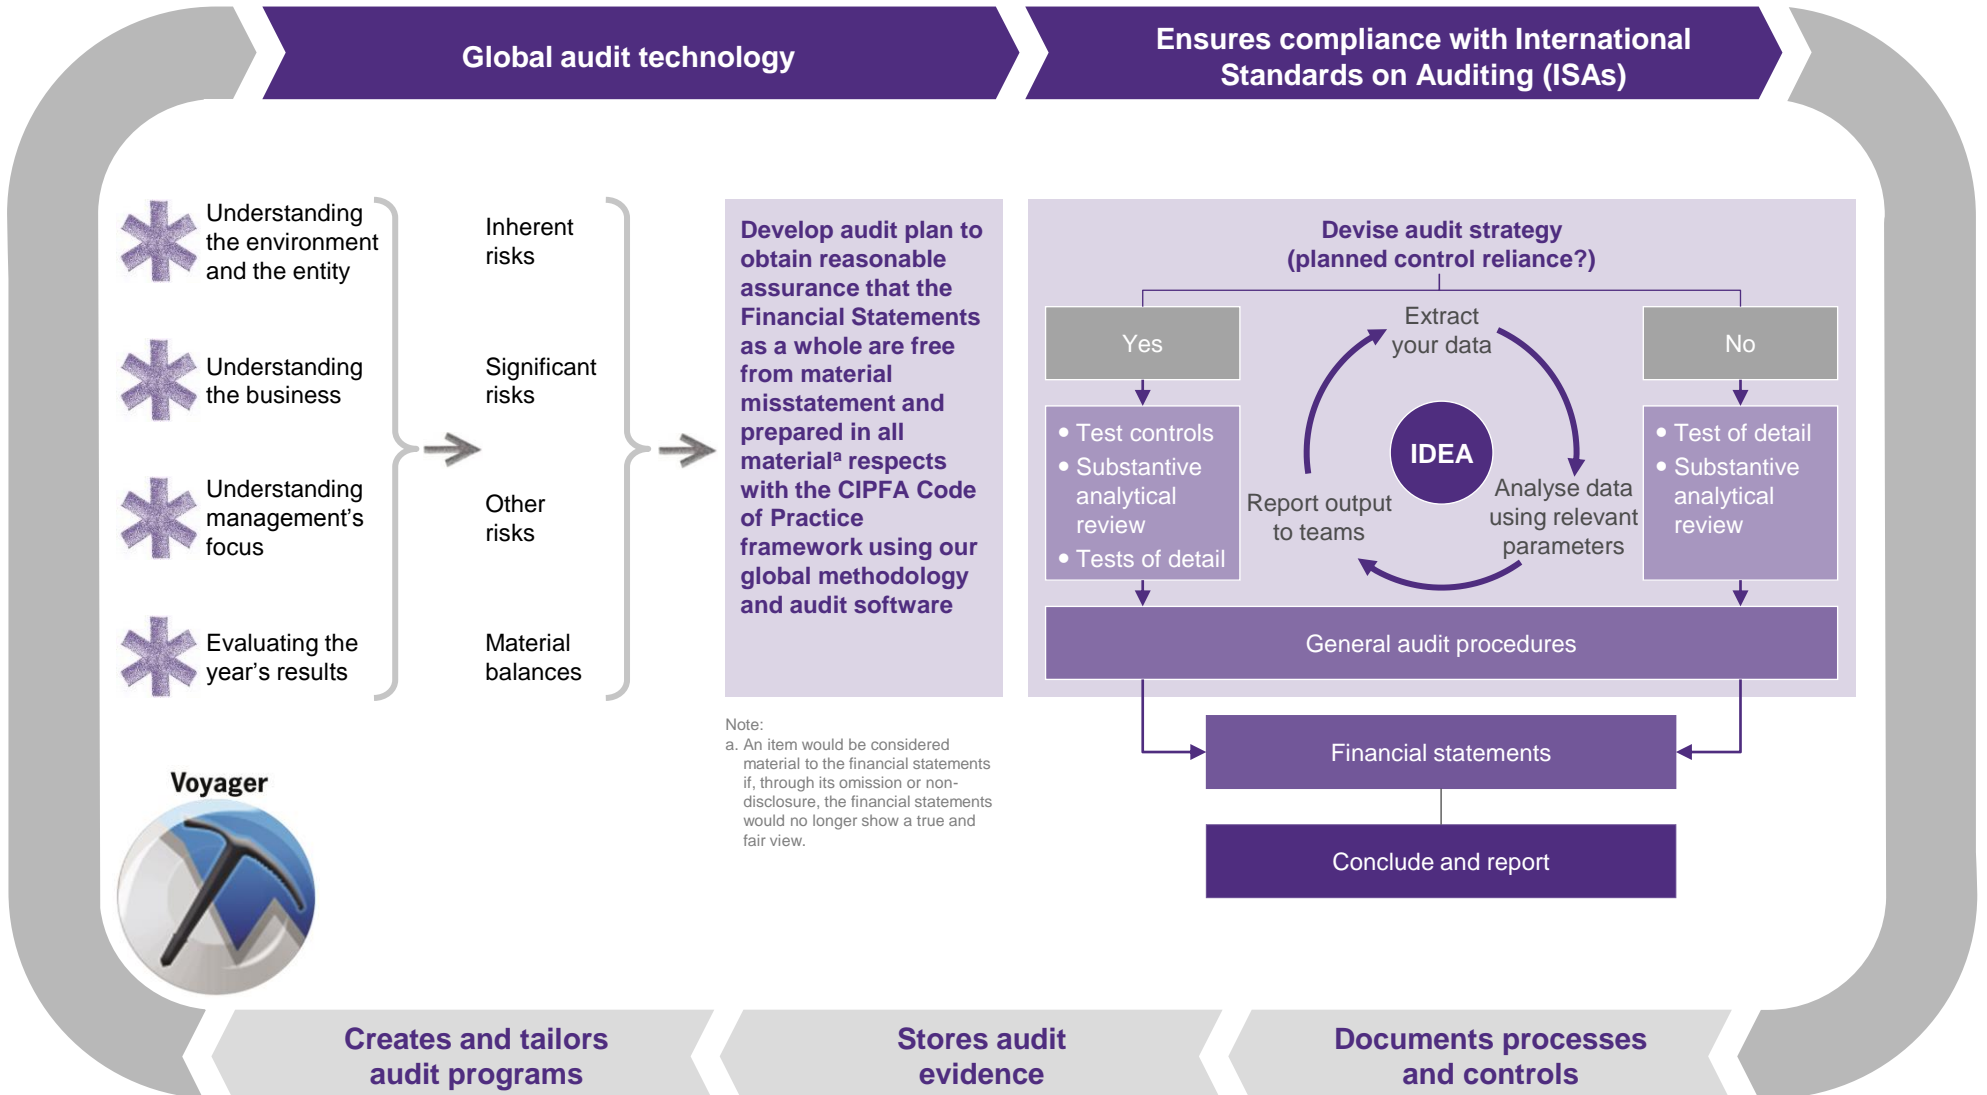 Global audit technology
Ensures compliance with International
Standards on Auditing (ISAs)
Understanding
the environment
and the entity
Understanding
the business
Understanding
management’s
focus
Evaluating the
year’s results
Inherent
risks
Significant
risks
Other
risks
Material
balances
Develop audit plan to
obtain reasonable
assurance that the
Financial Statements
as a whole are free
from material
misstatement and
prepared in all
materialᵃ respects
with the CIPFA Code
of Practice
framework using our
global methodology
and audit software
Note:
a. An item would be considered
material to the financial statements
if, through its omission or non-
disclosure, the financial statements
would no longer show a true and
fair view.
Devise audit strategy
(planned control reliance?)
Yes
• Test controls
• Substantive
analytical
review
• Tests of detail
Extract
your data
IDEA
Analyse data
using relevant
parameters
Report output
to teams
No
• Test of detail
• Substantive
analytical
review
General audit procedures
Financial statements
Conclude and report
Voyager
Creates and tailors
audit programs
Stores audit
evidence
Documents processes
and controls